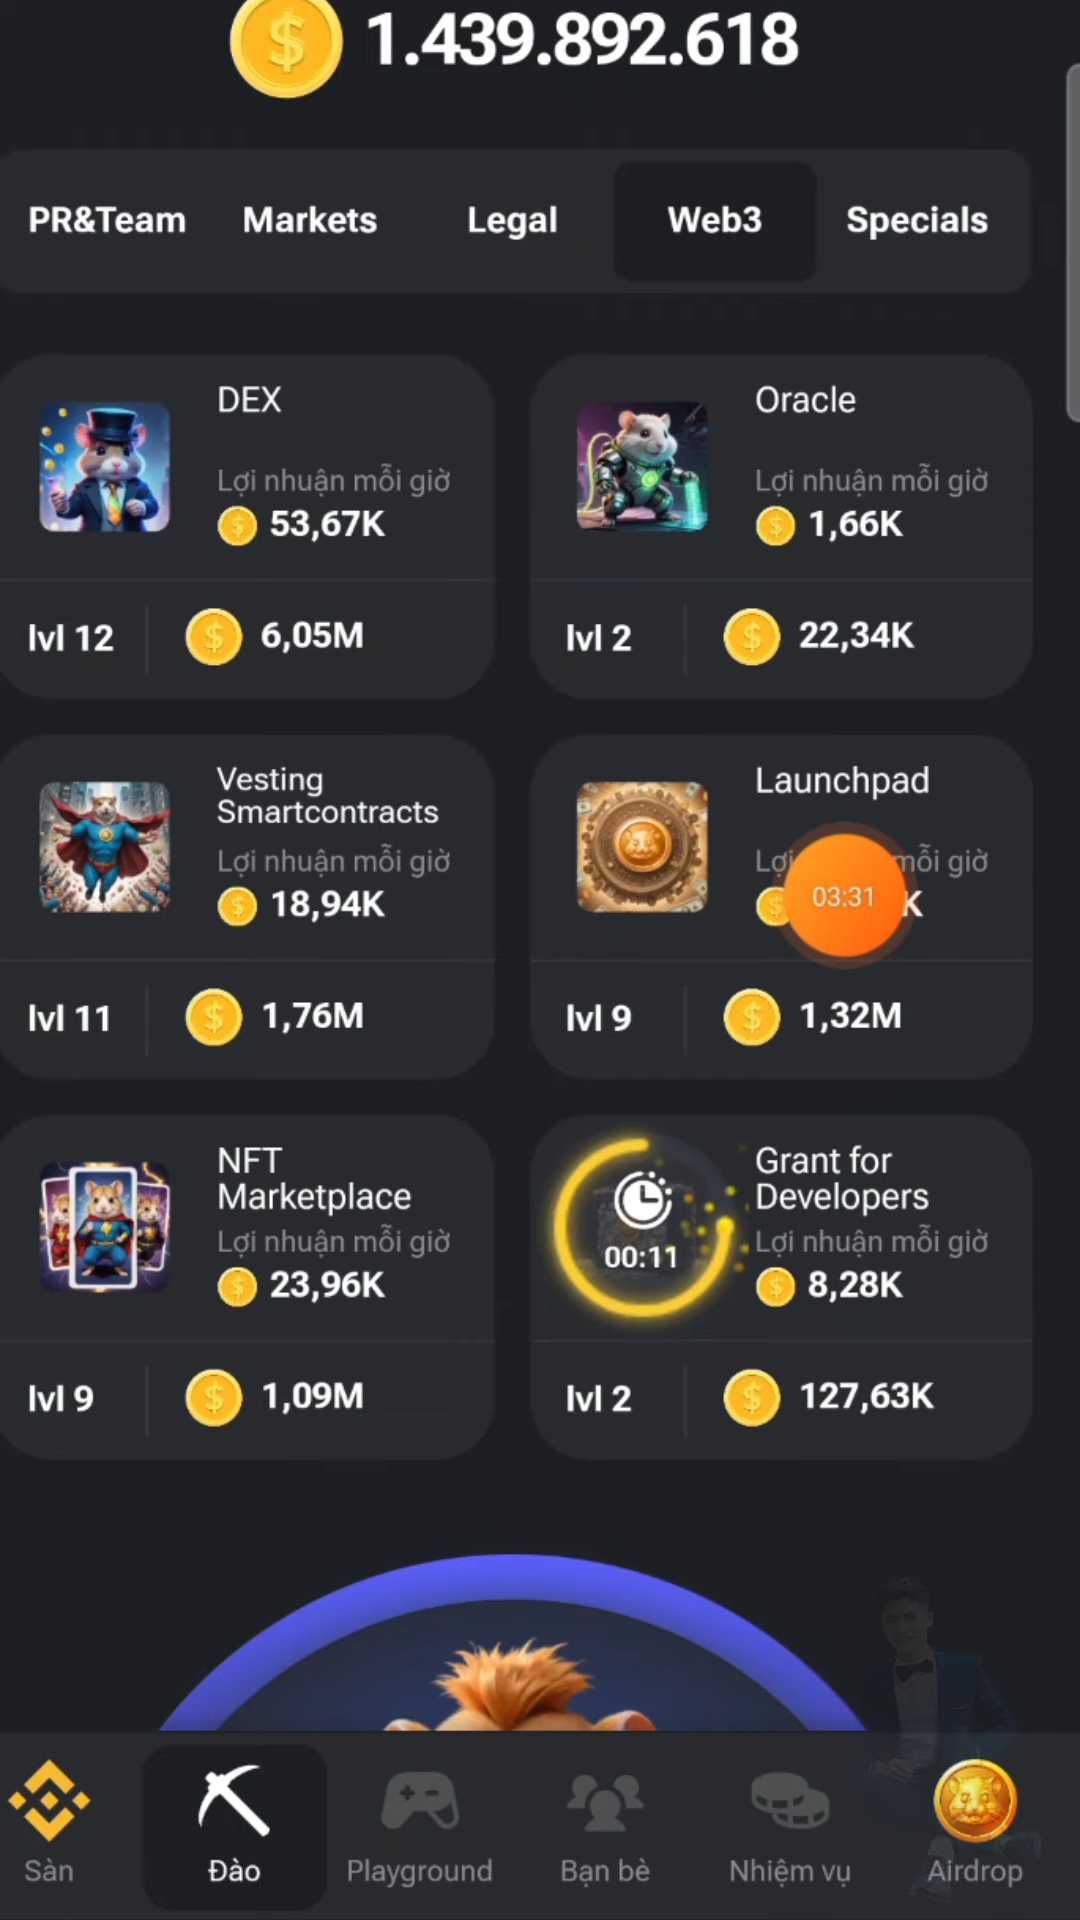 1.439.892.618
PR&Team Markets Legal Web3 Specials
DEX
Lợi nhuận mỗi giờ
53,67K
lvl 12 6,05M
Oracle
Lợi nhuận mỗi giờ
1,66K
lvl 2 22,34K
Vesting
Smartcontracts
Lợi nhuận mỗi giờ
18,94K
lvl 11 1,76M
Launchpad
mỗi giờ
03:31
K
lvl 9 1,32M
NFT
Marketplace
Lợi nhuận mỗi giờ
23,96K
lvl 9 1,09M
00:11
Grant for
Developers
Lợi nhuận mỗi giờ
8,28K
lvl 2 127,63K
Sàn Đào Playground Bạn bè Nhiệm vụ Airdrop